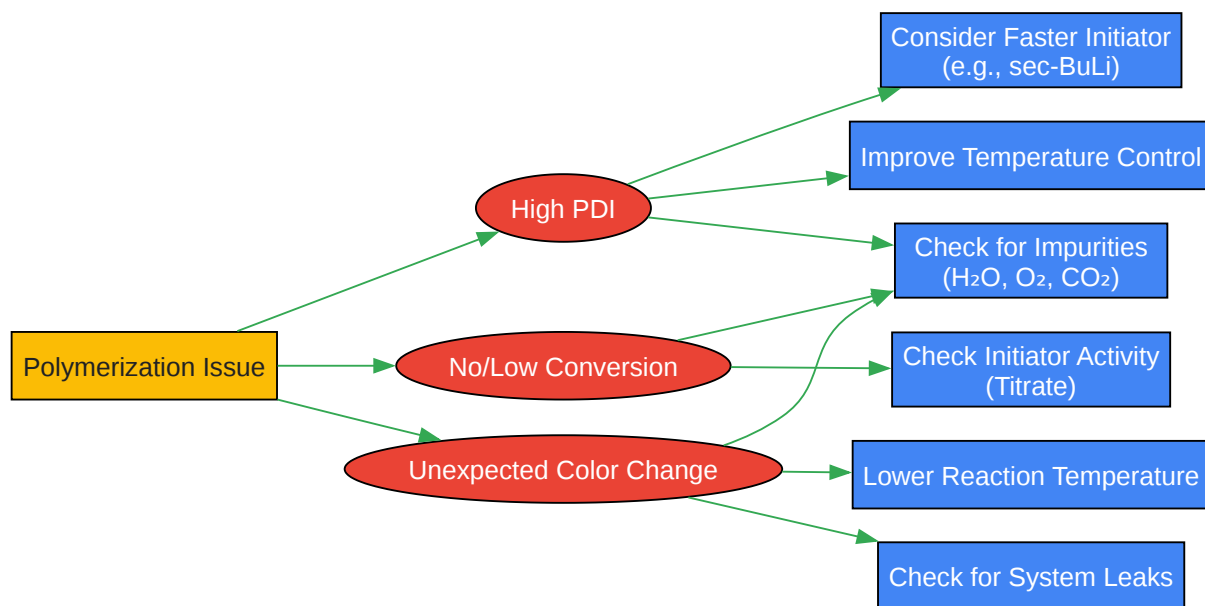 Consider Faster Initiator
(e.g., sec-BuLi)
Improve Temperature Control
High PDI
Check for Impurities
(H₂O, O₂, CO₂)
Polymerization Issue
No/Low Conversion
Check Initiator Activity
(Titrate)
Unexpected Color Change
Lower Reaction Temperature
Check for System Leaks